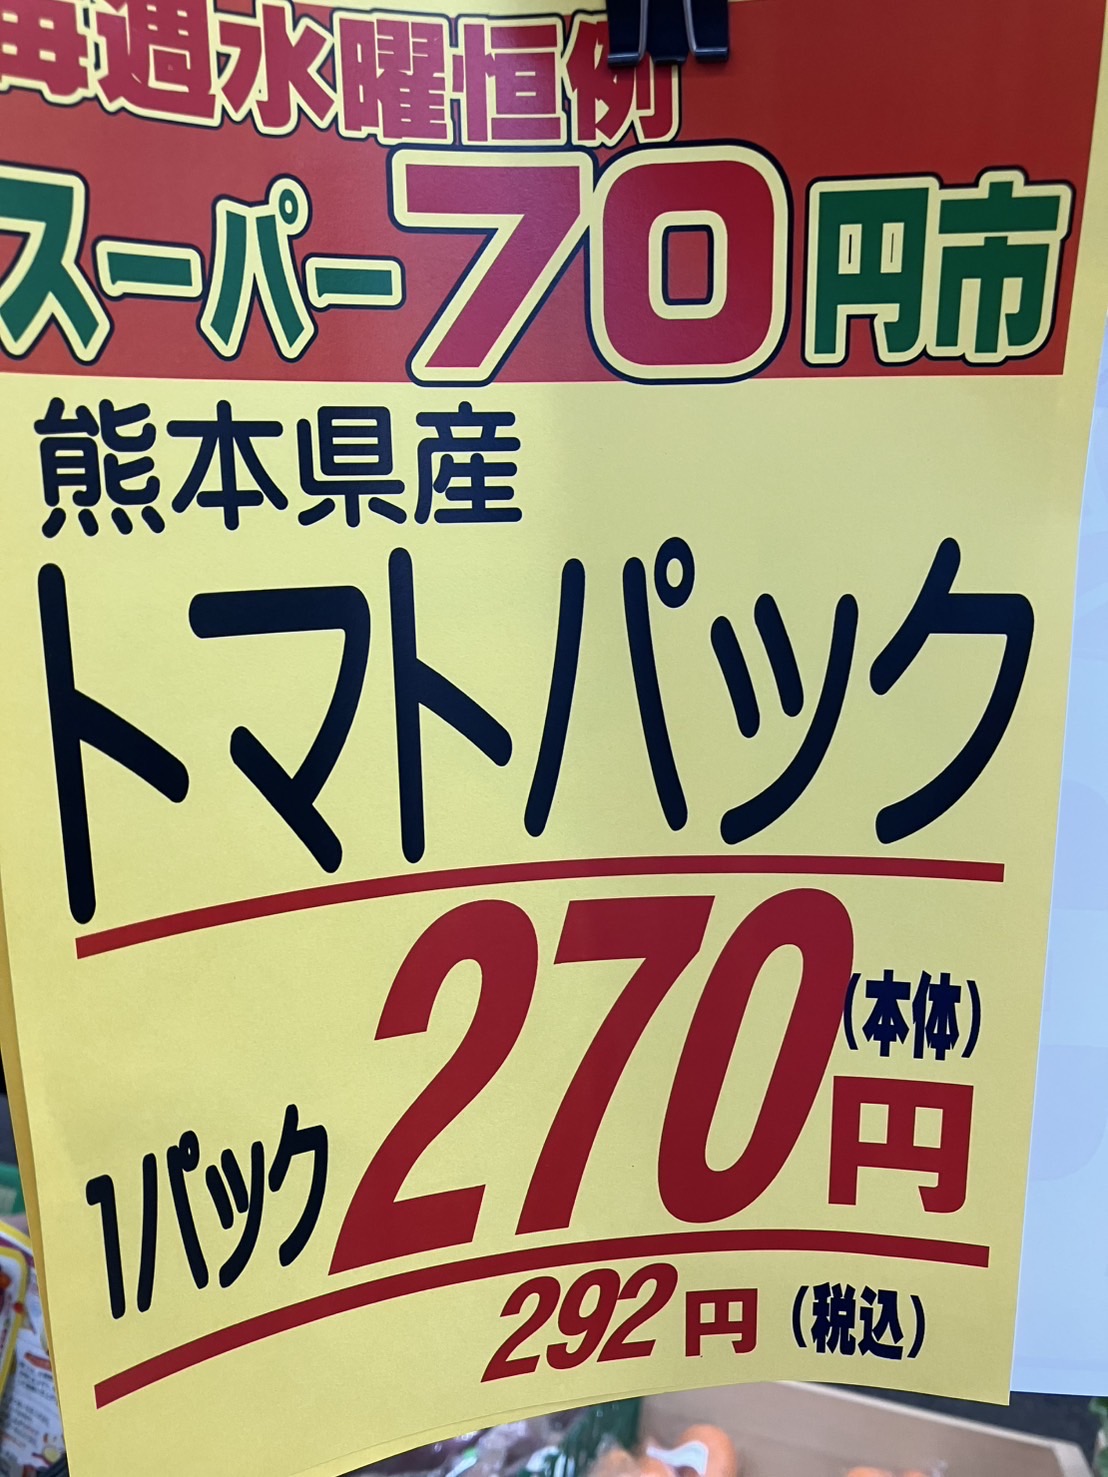 毎週水曜恒例
スーパー70円市
熊本県産
トマトパック
1パック270円(本体)
292円(税込)